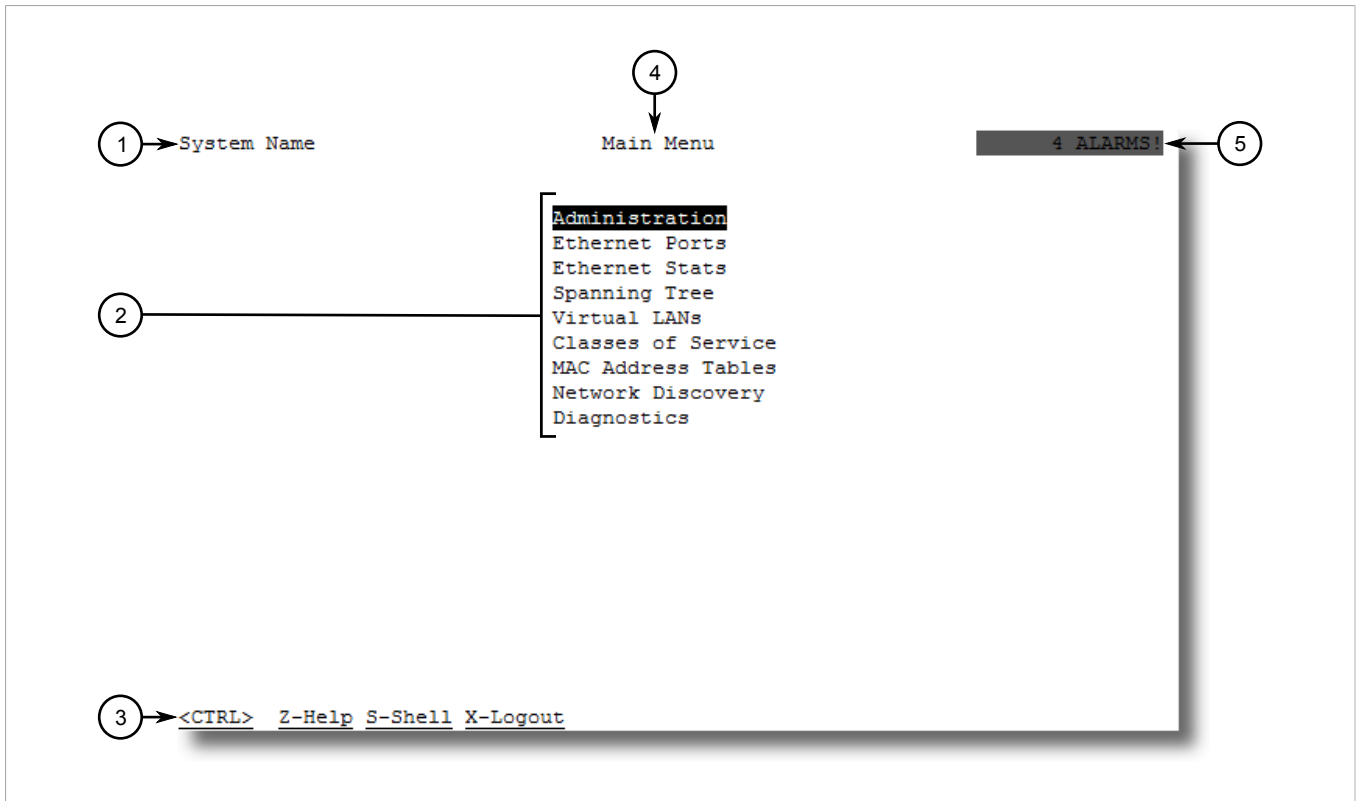 4
1 System Name Main Menu 4 ALARMS! 5
Administration
Ethernet Ports
Ethernet Stats
Spanning Tree
2 Virtual LANs
Classes of Service
MAC Address Tables
Network Discovery
Diagnostics
3 <CTRL> Z-Help S-Shell X-Logout